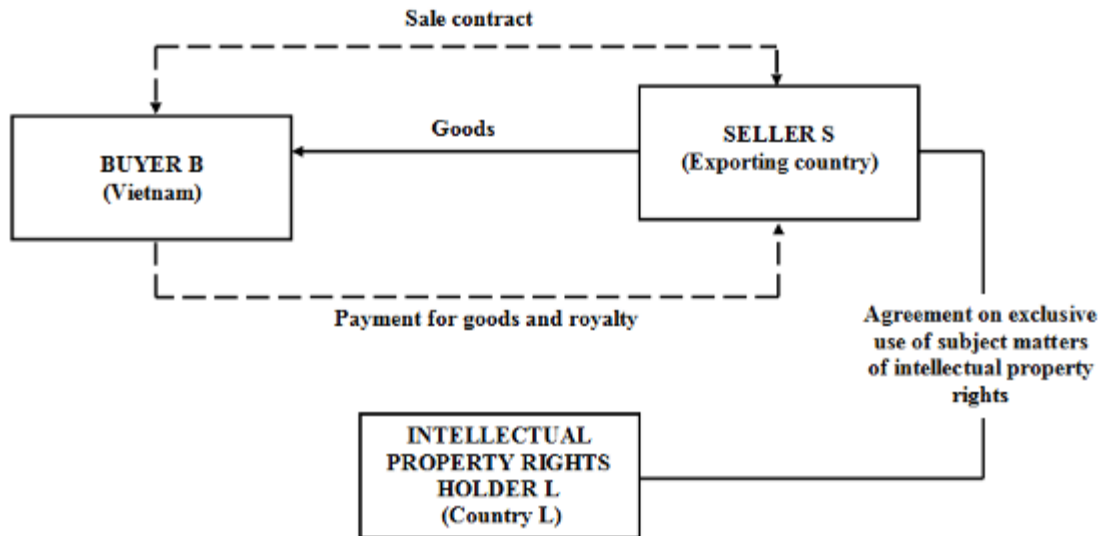 Sale contract
BUYER B
(Vietnam)
Goods
SELLER S
(Exporting country)
Payment for goods and royalty
Agreement on exclusive
use of subject matters
of intellectual property
rights
INTELLECTUAL
PROPERTY RIGHTS
HOLDER L
(Country L)